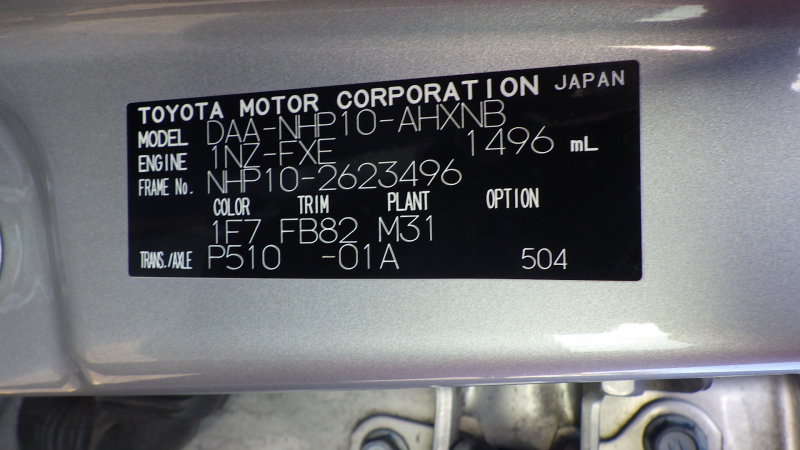 TOYOTA MOTOR CORPORATION JAPAN
MODEL DAA-NHP10-AHXNB
ENGINE 1NZ-FXE 1496 mL
FRAME No. NHP10-2623496
COLOR TRIM PLANT OPTION
1F7 FB82 M31
TRANS./AXLE P510 -01A 504